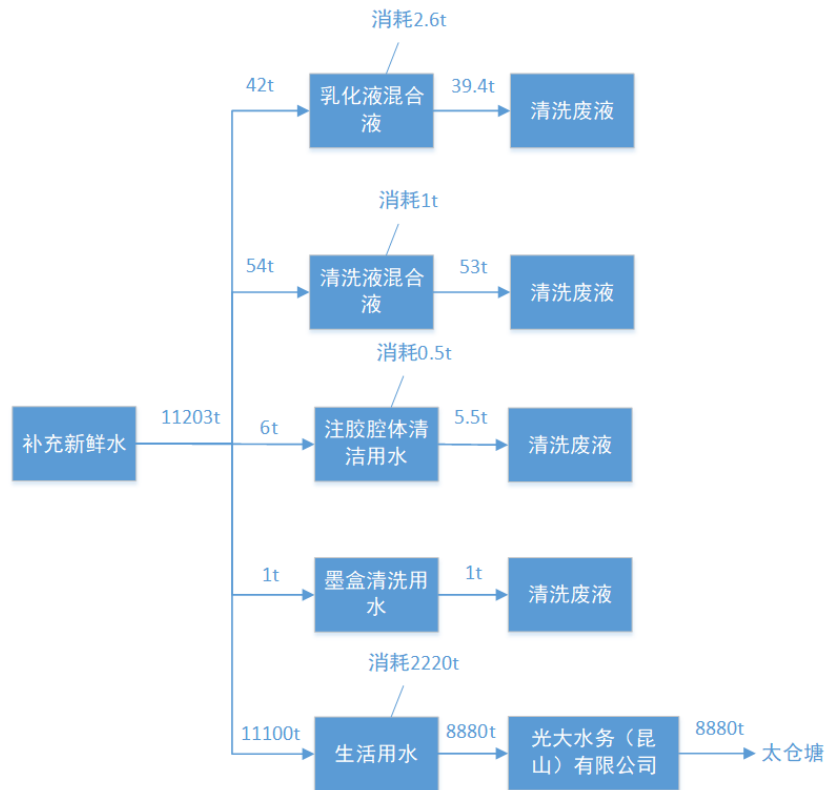 消耗2.6t
42t
乳化液混合
液
39.4t
清洗废液
消耗1t
54t
清洗液混合
液
53t
清洗废液
消耗0.5t
补充新鲜水
11203t
6t
注胶腔体清
洁用水
5.5t
清洗废液
1t
墨盒清洗用
水
1t
清洗废液
消耗2220t
11100t
生活用水
8880t
光大水务（昆
山）有限公司
8880t
太仓塘